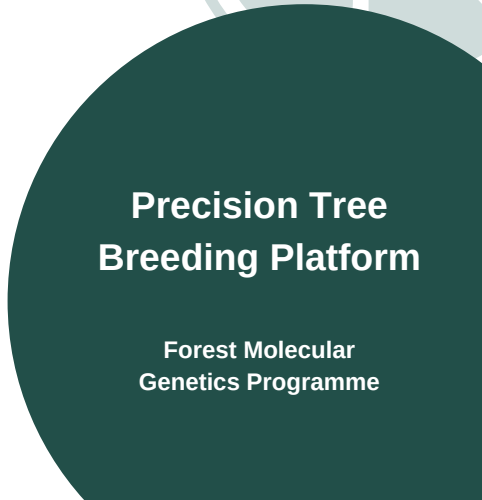 Precision Tree
Breeding Platform
Forest Molecular
Genetics Programme